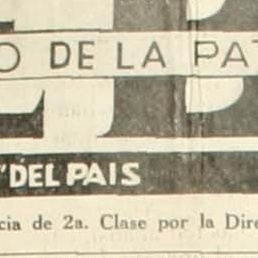 O DE LA PAT
"DEL PAIS
cia de 2a. Clase por la Dire